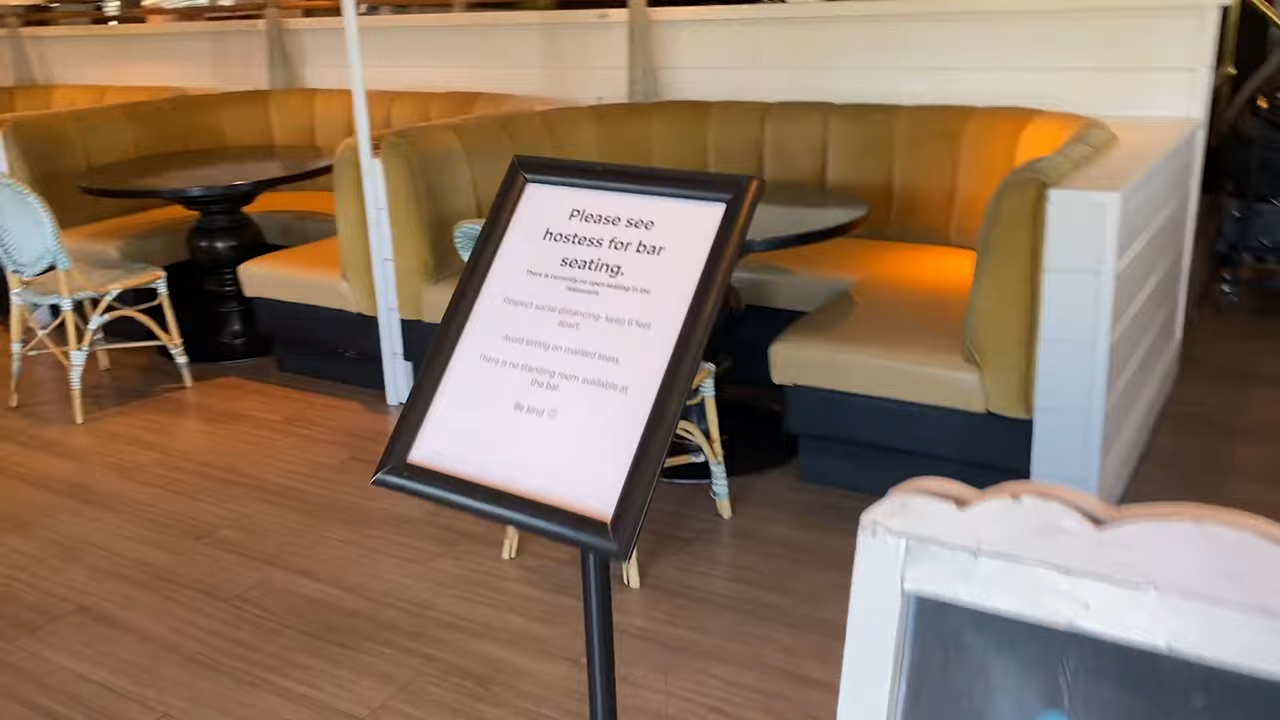 Please see
hostess for bar
seating.
There is currently no open seating in the
restaurant.
Respect social distancing- keep 6 feet
apart.
Avoid sitting on marked seats.
There is no standing room available at
the bar.
Be kind ☺